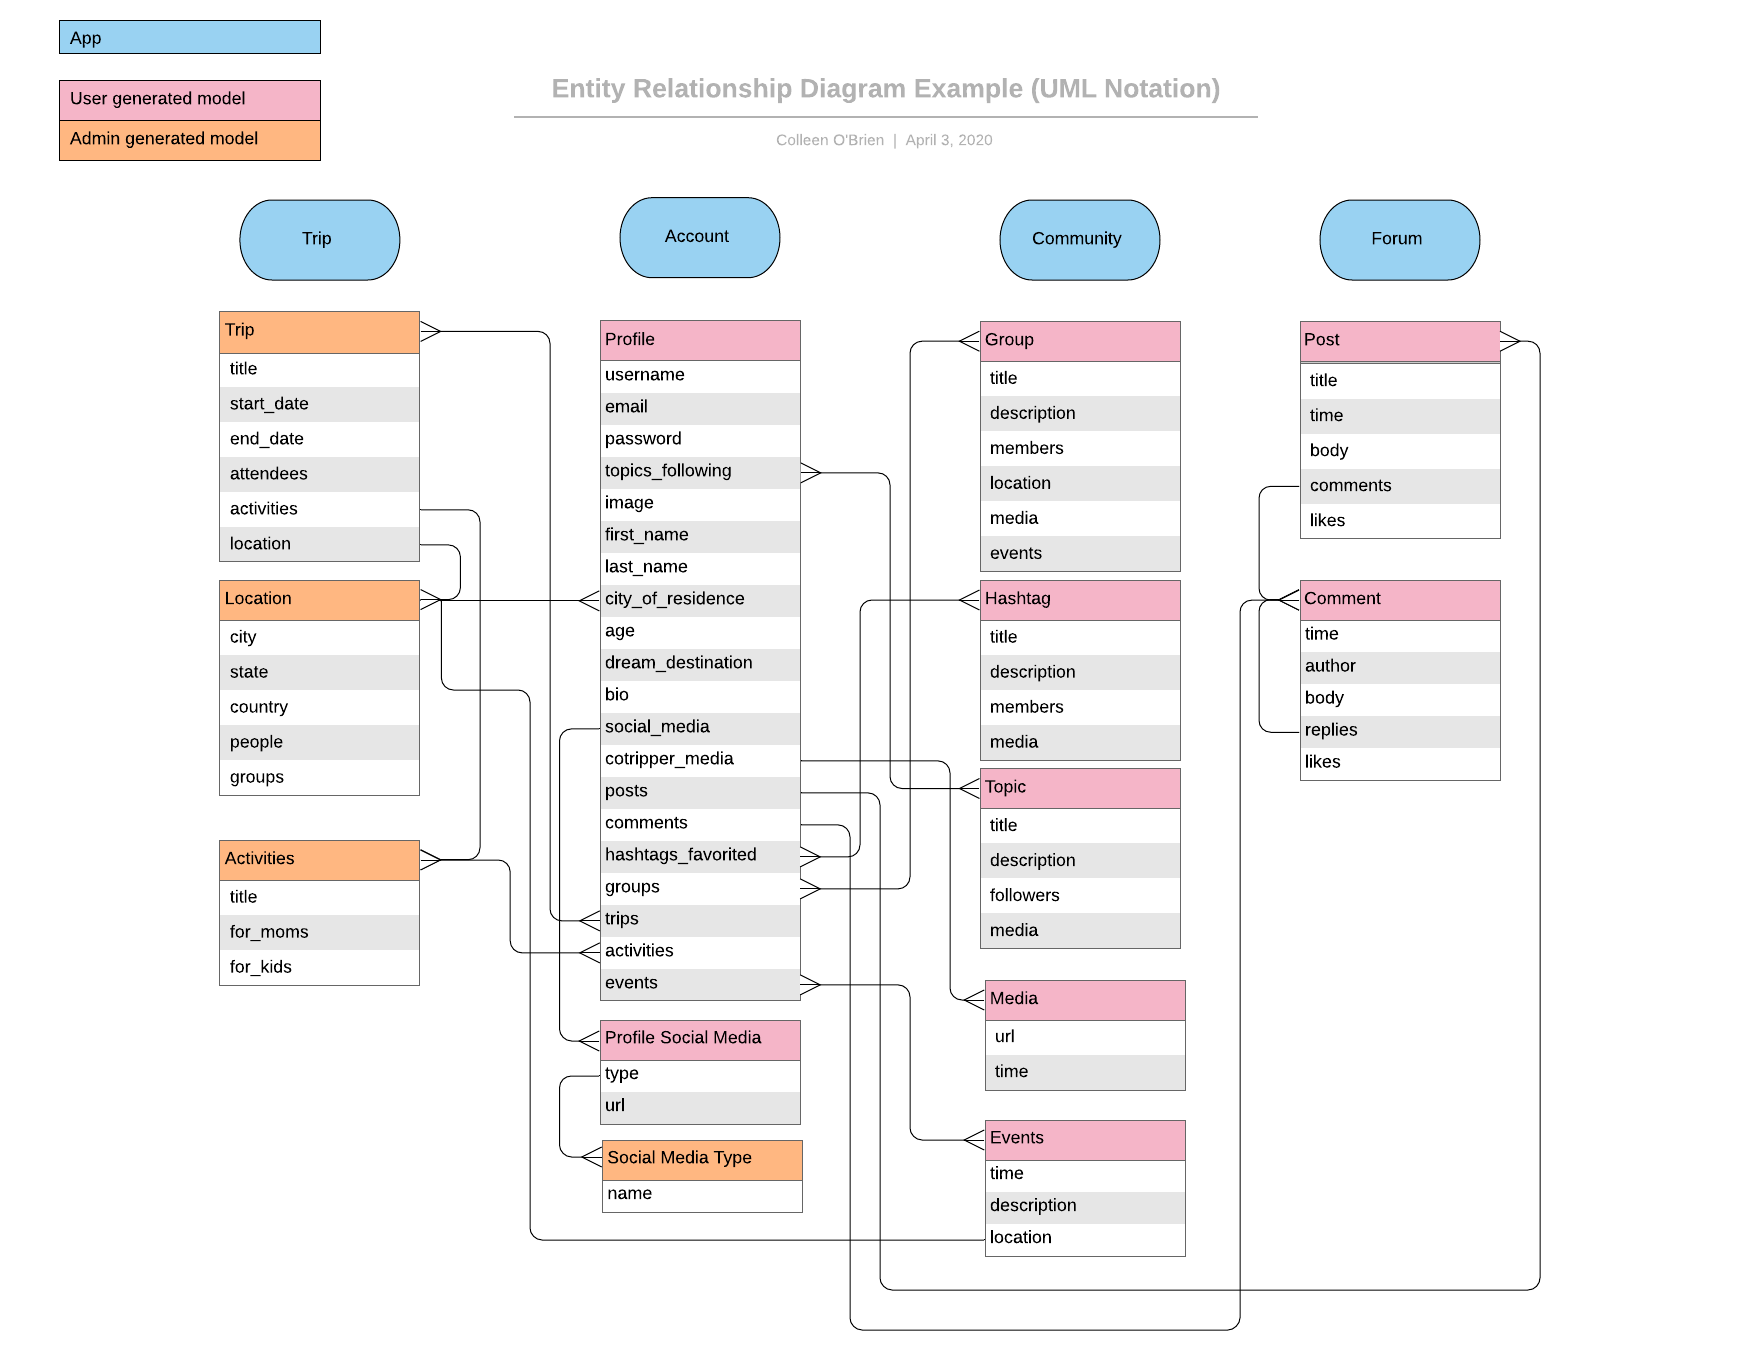 App
User generated model
Admin generated model
Entity Relationship Diagram Example (UML Notation)
Colleen O'Brien | April 3, 2020
Trip
Account
Community
Forum
Trip
title
start_date
end_date
attendees
activities
location
Location
city
state
country
people
groups
Activities
title
for_moms
for_kids
Profile
username
email
password
topics_following
image
first_name
last_name
city_of_residence
age
dream_destination
bio
social_media
cotripper_media
posts
comments
hashtags_favorited
groups
trips
activities
events
Profile Social Media
type
url
Social Media Type
name
Group
title
description
members
location
media
events
Hashtag
title
description
members
media
Topic
title
description
followers
media
Media
url
time
Events
time
description
location
Post
title
time
body
comments
likes
Comment
time
author
body
replies
likes